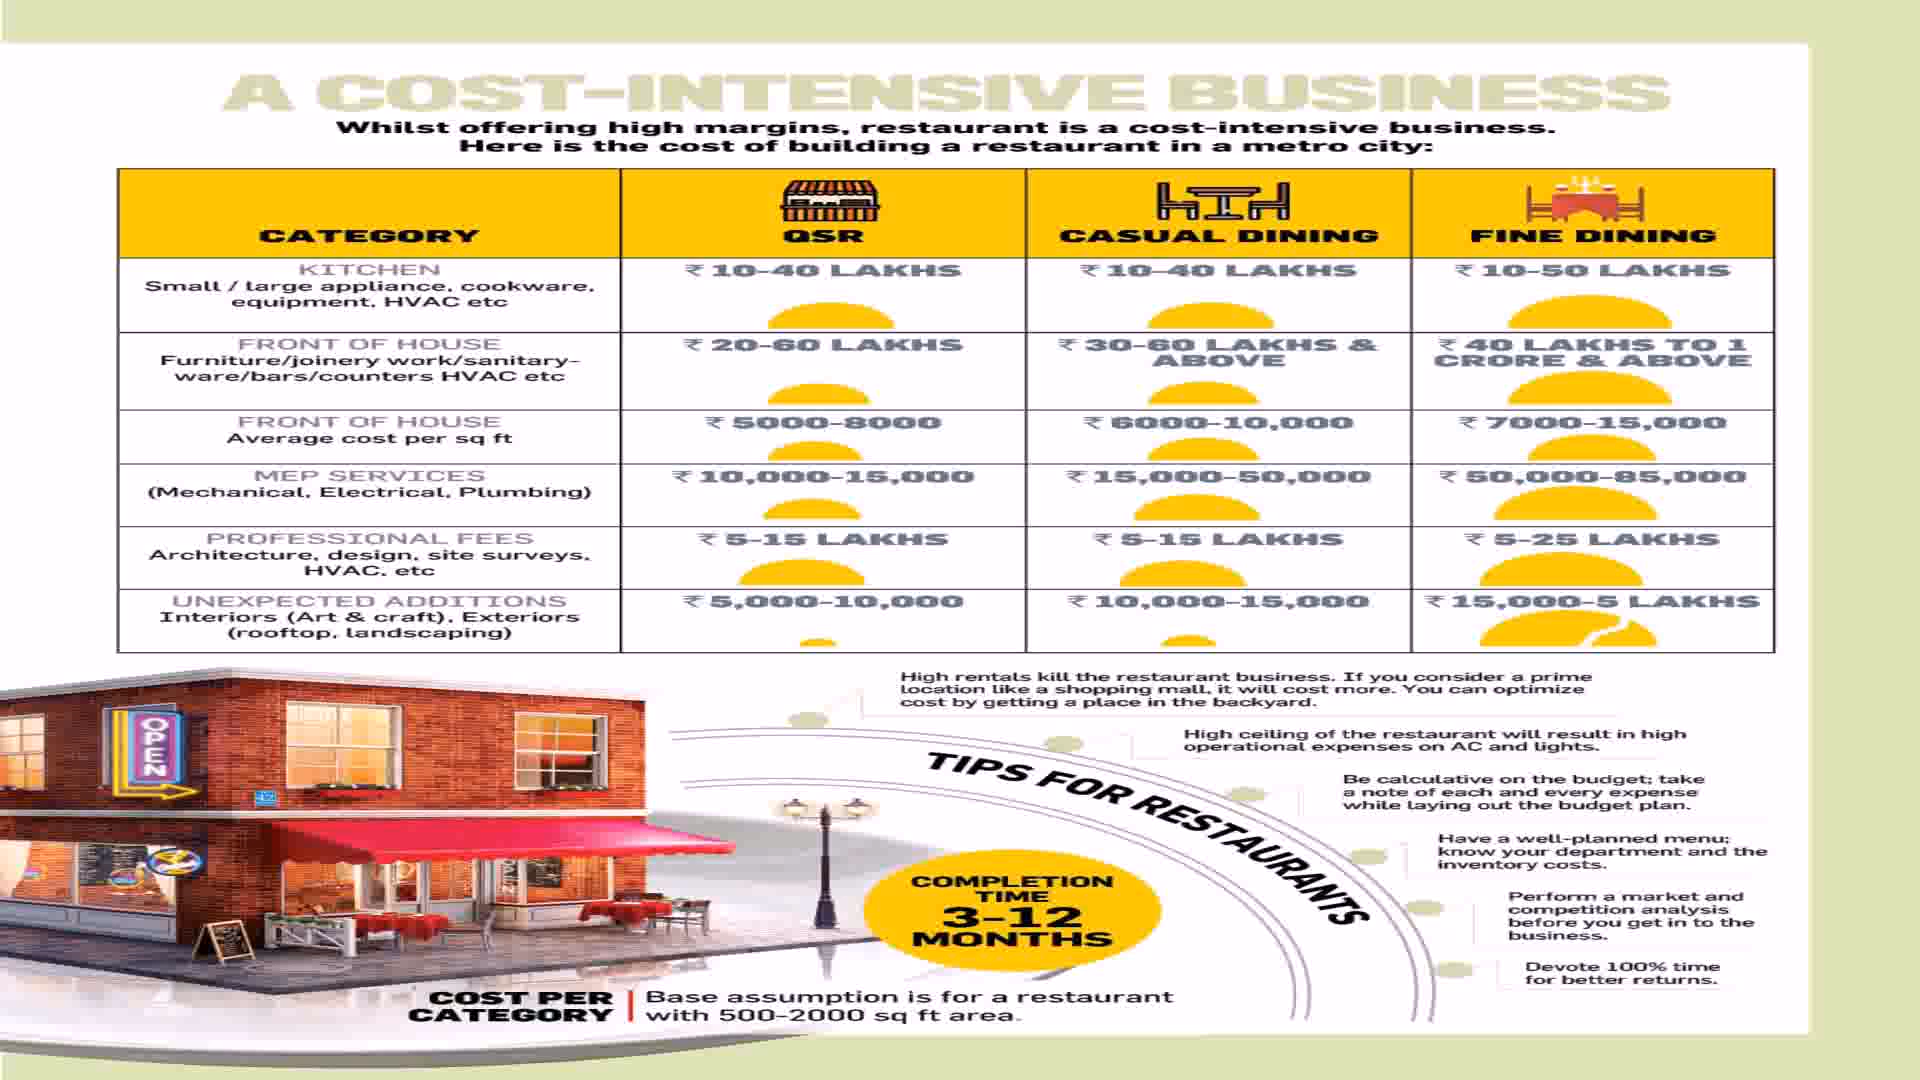 A COST-INTENSIVE BUSINESS
Whilst offering high margins, restaurant is a cost-intensive business.
Here is the cost of building a restaurant in a metro city:
CATEGORY
QSR
CASUAL DINING
FINE DINING
KITCHEN
Small / large appliance, cookware,
equipment, HVAC etc
₹ 10-40 LAKHS
₹ 10-40 LAKHS
₹ 10-50 LAKHS
FRONT OF HOUSE
Furniture/joinery work/sanitary-
ware/bars/counters HVAC etc
₹ 20-60 LAKHS
₹ 30-60 LAKHS &
ABOVE
₹ 40 LAKHS TO 1
CRORE & ABOVE
FRONT OF HOUSE
Average cost per sq ft
₹ 5000-8000
₹ 6000-10,000
₹ 7000-15,000
MEP SERVICES
(Mechanical, Electrical, Plumbing)
₹ 10,000-15,000
₹ 15,000-50,000
₹ 50,000-85,000
PROFESSIONAL FEES
Architecture, design, site surveys,
HVAC, etc
₹ 5-15 LAKHS
₹ 5-15 LAKHS
₹ 5-25 LAKHS
UNEXPECTED ADDITIONS
Interiors (Art & craft), Exteriors
(rooftop, landscaping)
₹ 5,000-10,000
₹ 10,000-15,000
₹ 15,000-5 LAKHS
High rentals kill the restaurant business. If you consider a prime
location like a shopping mall, it will cost more. You can optimize
cost by getting a place in the backyard.
High ceiling of the restaurant will result in high
operational expenses on AC and lights.
Be calculative on the budget; take
a note of each and every expense
while laying out the budget plan.
Have a well-planned menu;
know your department and the
inventory costs.
Perform a market and
competition analysis
before you get in to the
business.
Devote 100% time
for better returns.
TIPS FOR RESTAURANTS
OPEN
COMPLETION
TIME
3-12
MONTHS
COST PER
CATEGORY
Base assumption is for a restaurant
with 500-2000 sq ft area.